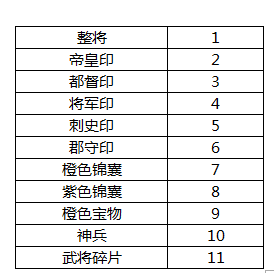 整将 1
帝皇印 2
都督印 3
将军印 4
刺史印 5
郡守印 6
橙色锦囊 7
紫色锦囊 8
橙色宝物 9
神兵 10
武将碎片 11